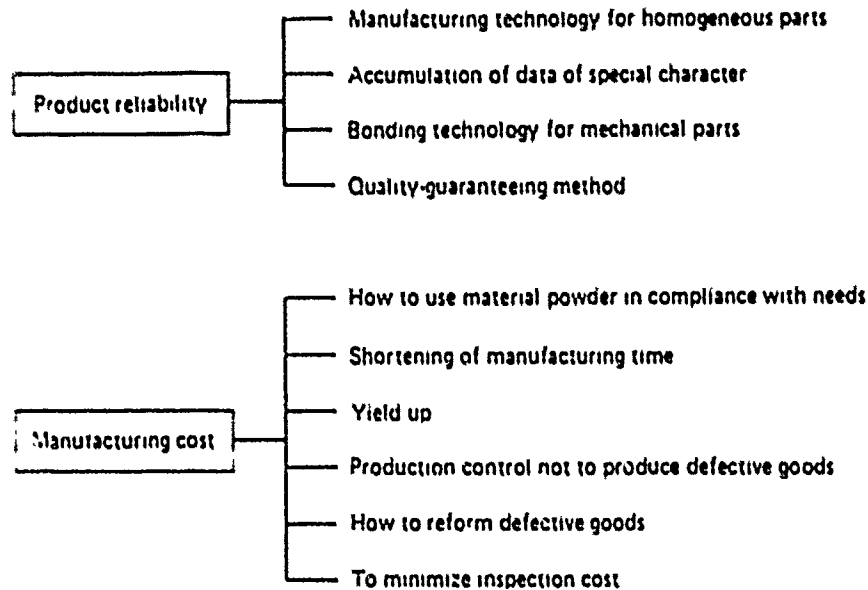 Manufacturing technology for homogeneous parts
Accumulation of data of special character
Product reliability
Bonding technology for mechanical parts
Quality-guaranteeing method
How to use material powder in compliance with needs
Shortening of manufacturing time
Yield up
Manufacturing cost
Production control not to produce defective goods
How to reform defective goods
To minimize inspection cost